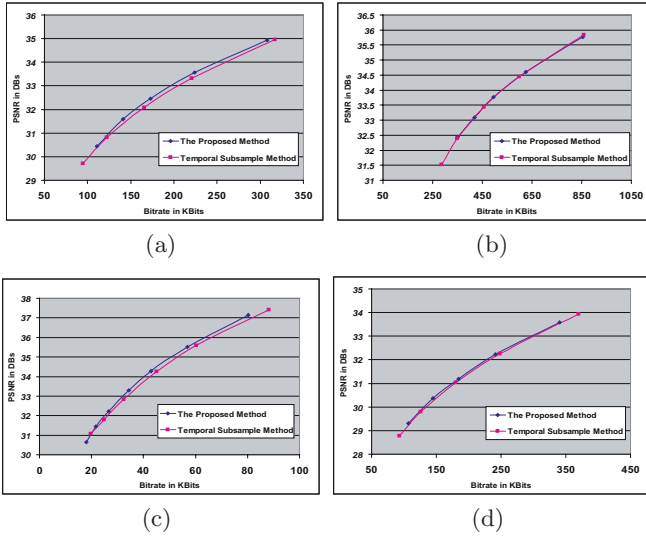 36
35
34
33
32
31
30
29
PSNR in DBs
50 100 150 200 250 300 350
Bitrate in KBits
The Proposed Method
Temporal Subsample Method
(a)
36.5
36
35.5
35
34.5
34
33.5
33
32.5
32
31.5
31
PSNR in DBs
50 250 450 650 850 1050
Bitrate in KBits
The Proposed Method
Temporal Subsample Method
(b)
38
37
36
35
34
33
32
31
30
PSNR in DBs
0 20 40 60 80 100
Bitrate in KBits
The Proposed Method
Temporal Subsample Method
(c)
35
34
33
32
31
30
29
28
PSNR in DBs
50 150 250 350 450
Bitrate in KBits
The Proposed Method
Temporal Subsample Method
(d)